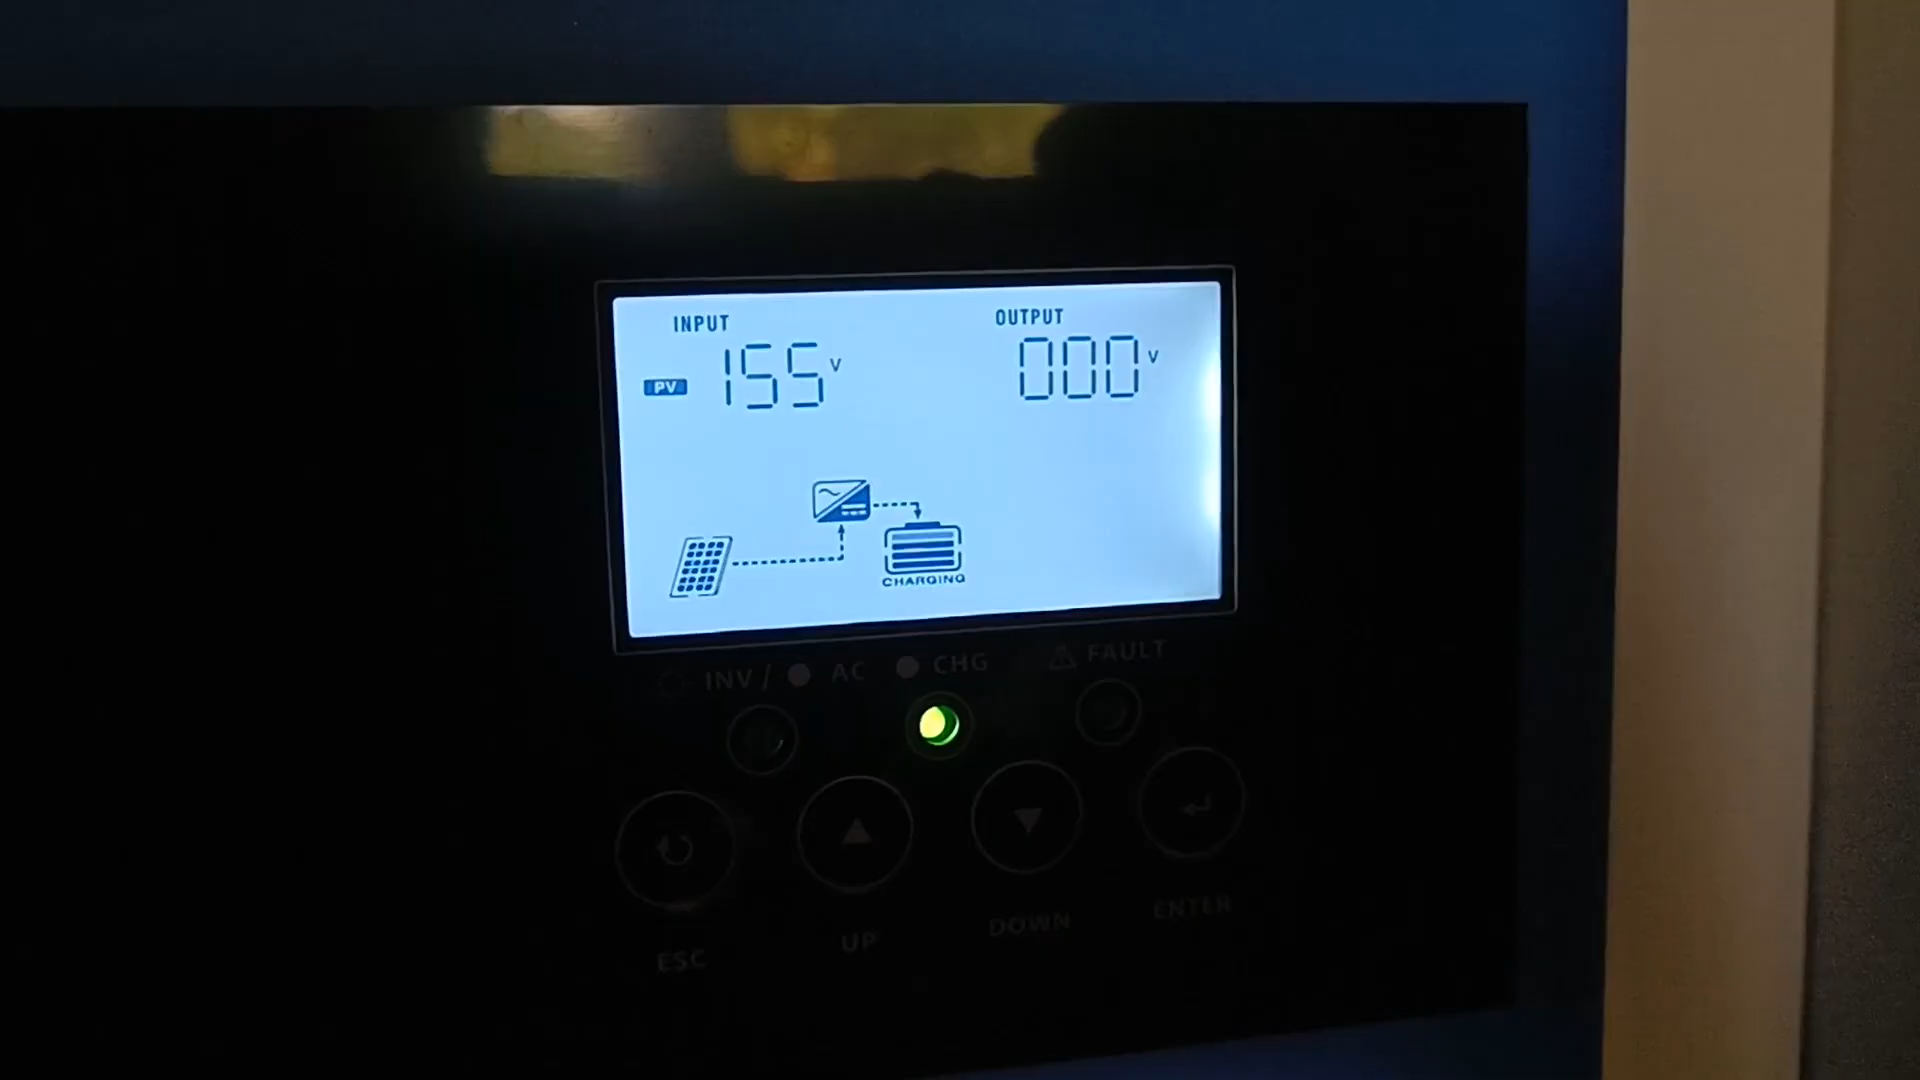 INPUT OUTPUT
PV 155 V 000 V
CHARGING
INV / AC CHG FAULT
ESC UP DOWN ENTER